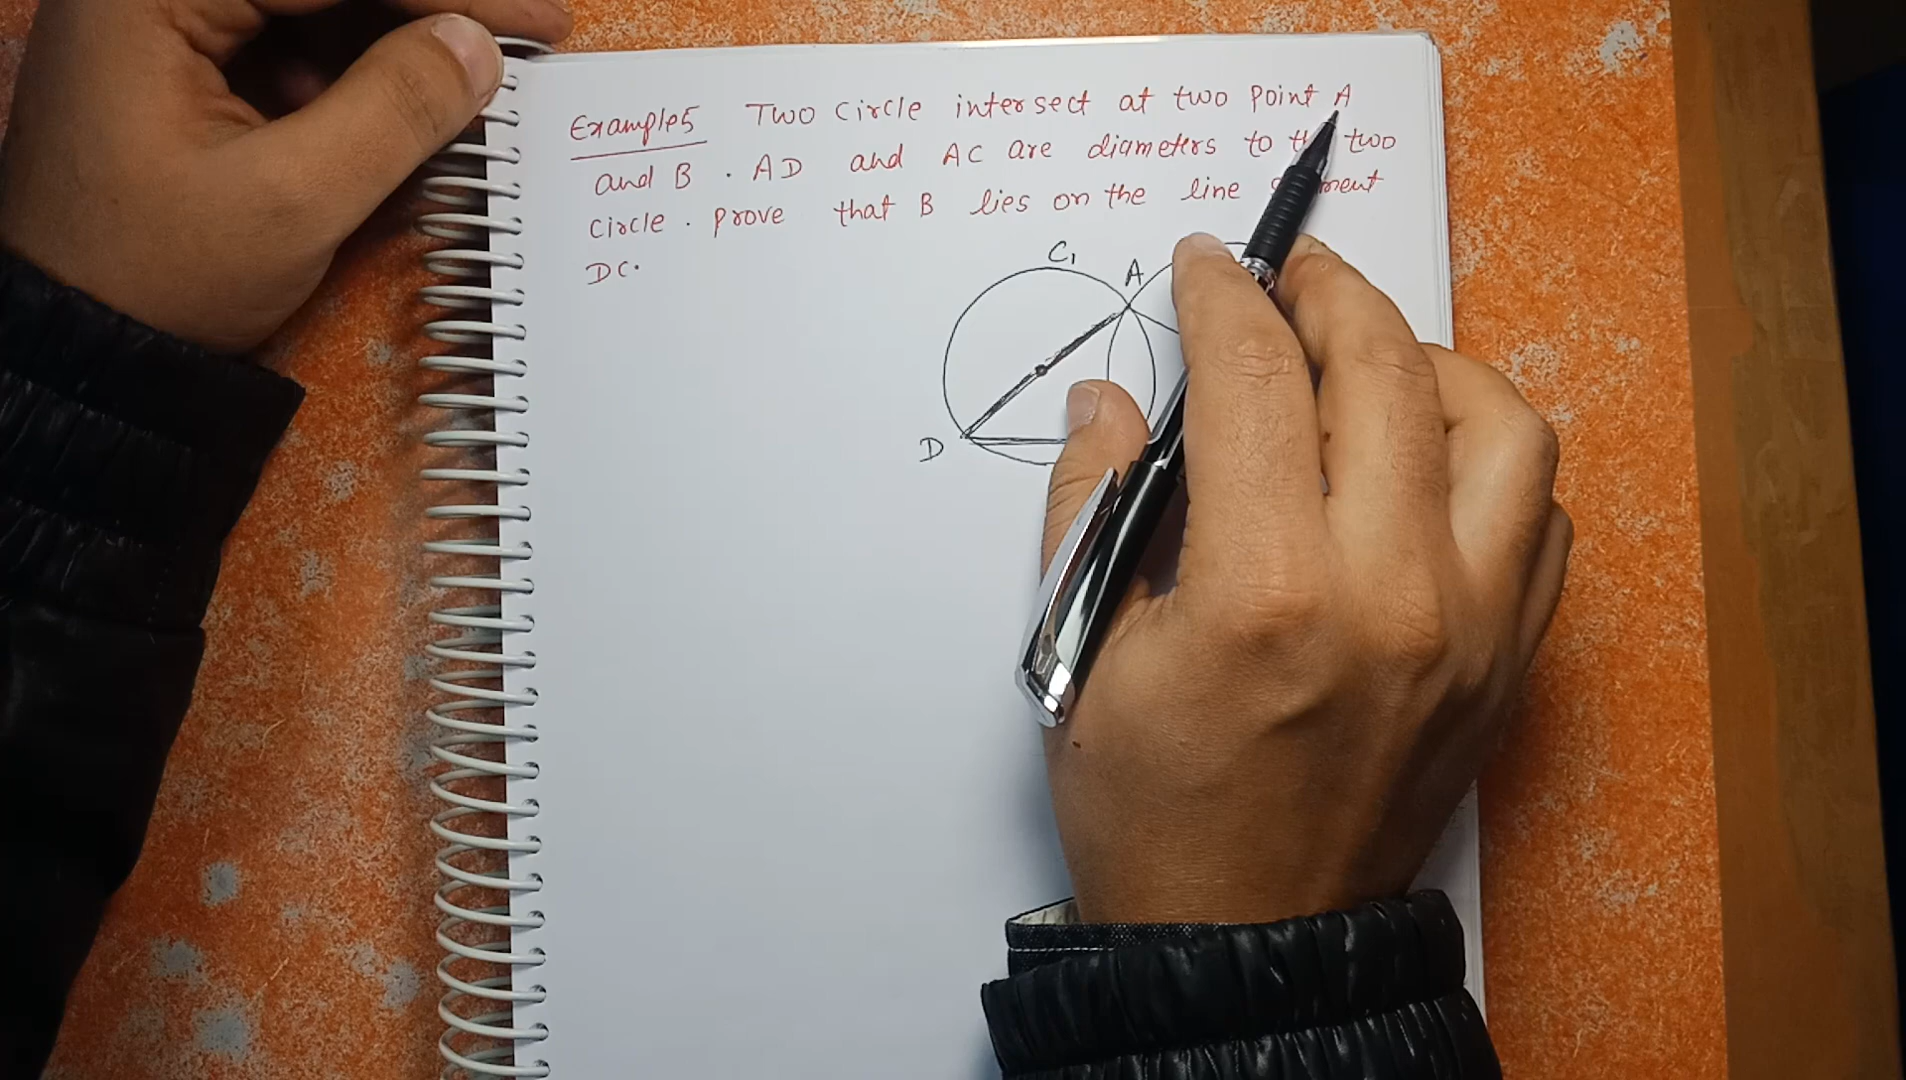 Example5 Two circle intersect at two point A
and B . AD and AC are diameters to two
circle . prove that B lies on the line
DC.
C1
A
D